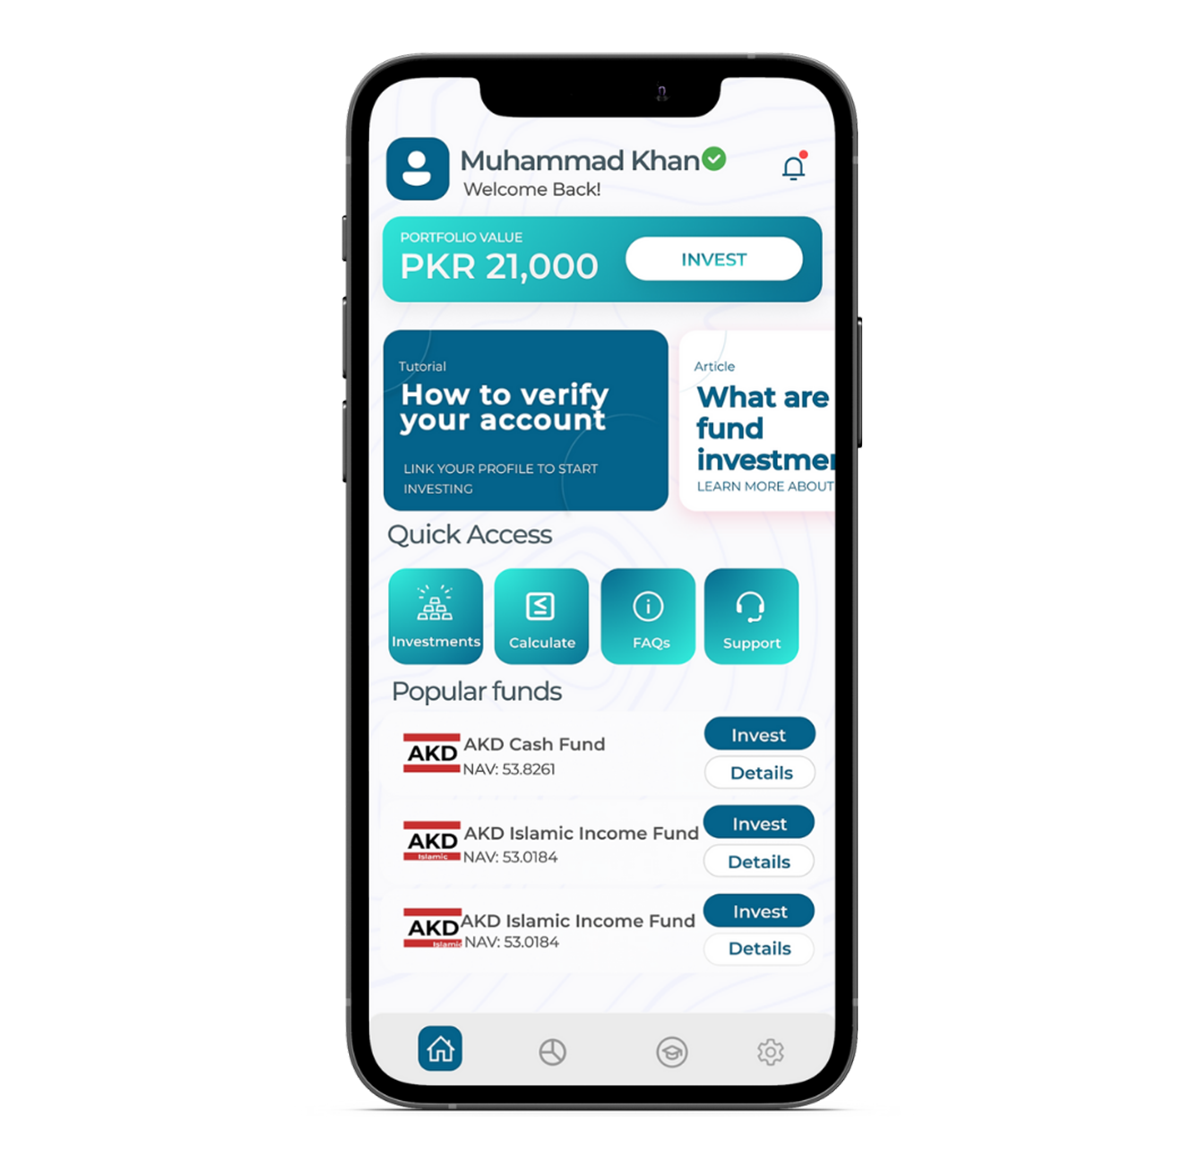 Muhammad Khan
Welcome Back!
PORTFOLIO VALUE
PKR 21,000
INVEST
Tutorial
How to verify
your account
LINK YOUR PROFILE TO START
INVESTING
Article
What are
fund
investmen
LEARN MORE ABOUT
Quick Access
Investments
Calculate
FAQs
Support
Popular funds
AKD
AKD Cash Fund
NAV: 53.8261
Invest
Details
AKD
Islamic
AKD Islamic Income Fund
NAV: 53.0184
Invest
Details
AKD
Islamic
AKD Islamic Income Fund
NAV: 53.0184
Invest
Details